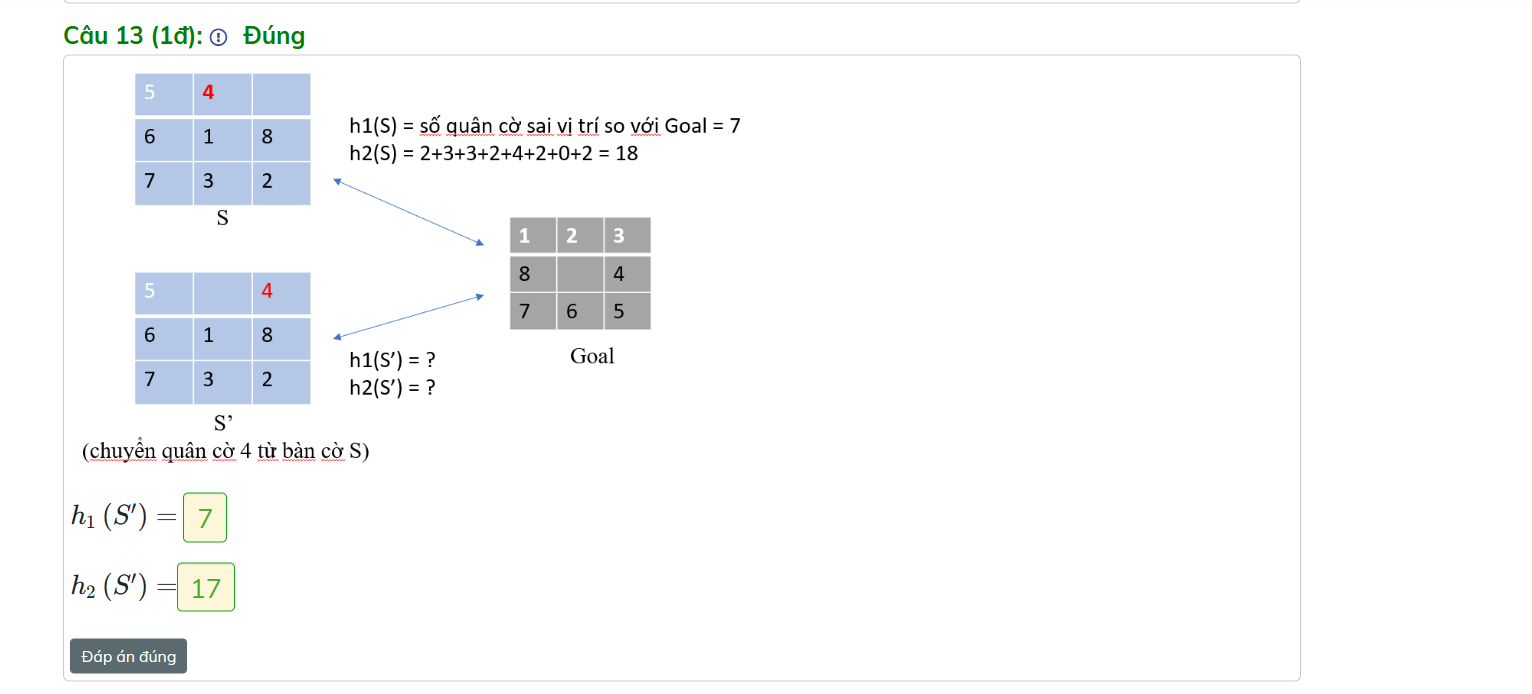 Câu 13 (1đ): Đúng
5 4
6 1 8
7 3 2
S
h1(S) = số quân cờ sai vị trí so với Goal = 7
h2(S) = 2+3+3+2+4+2+0+2 = 18
1 2 3
8 4
7 6 5
Goal
5 4
6 1 8
7 3 2
S’
(chuyển quân cờ 4 từ bàn cờ S)
h1(S’) = ?
h2(S’) = ?
h₁ (S′) = 7
h₂ (S′) = 17
Đáp án đúng